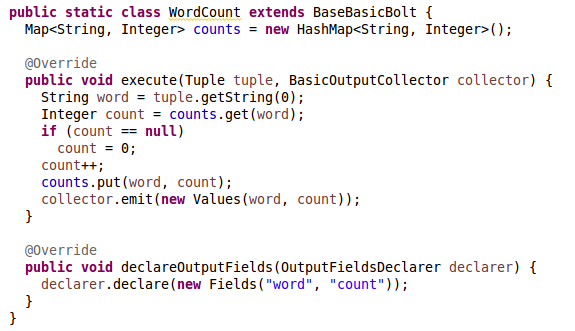 public static class WordCount extends BaseBasicBolt {
  Map<String, Integer> counts = new HashMap<String, Integer>();

  @Override
  public void execute(Tuple tuple, BasicOutputCollector collector) {
    String word = tuple.getString(0);
    Integer count = counts.get(word);
    if (count == null)
      count = 0;
    count++;
    counts.put(word, count);
    collector.emit(new Values(word, count));
  }

  @Override
  public void declareOutputFields(OutputFieldsDeclarer declarer) {
    declarer.declare(new Fields("word", "count"));
  }
}